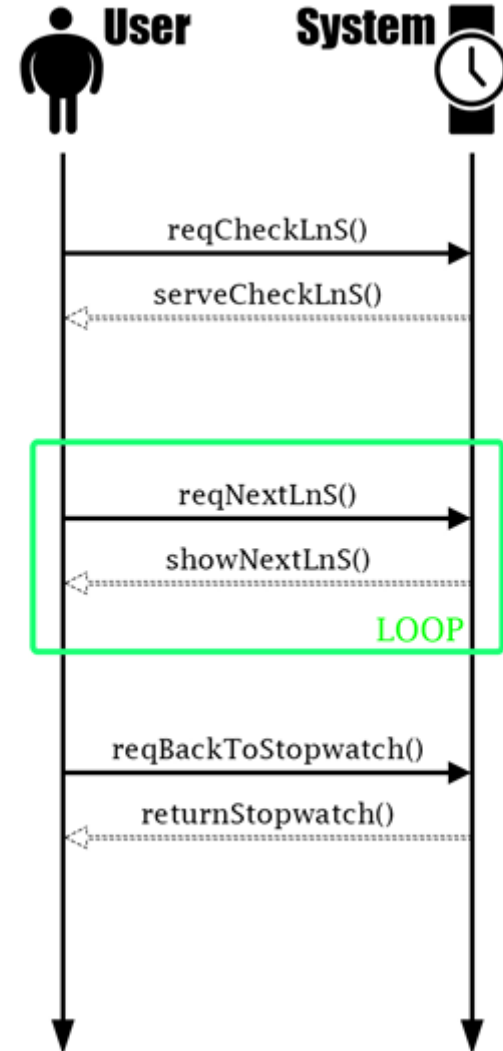 User System
reqCheckLnS()
serveCheckLnS()
reqNextLnS()
showNextLnS()
LOOP
reqBackToStopwatch()
returnStopwatch()